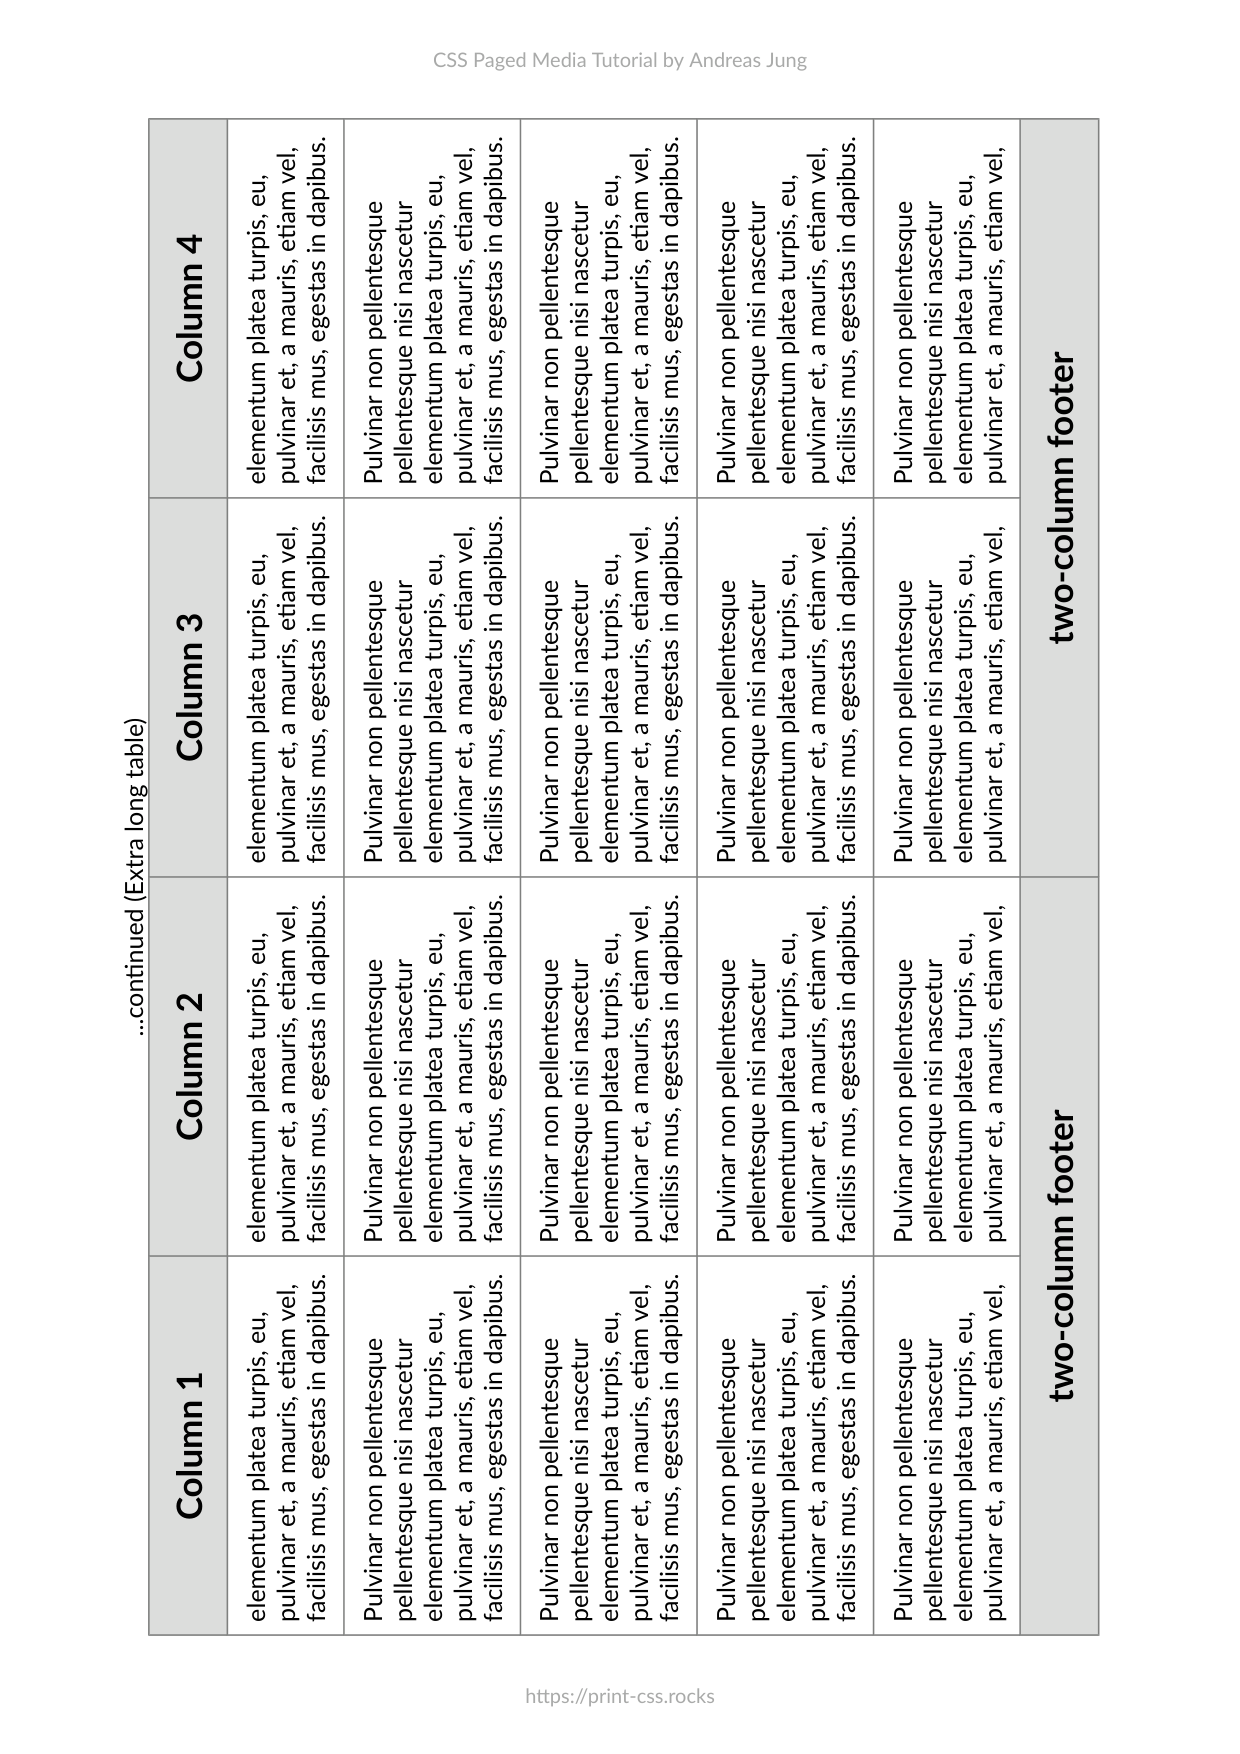 CSS Paged Media Tutorial by Andreas Jung
...continued (Extra long table)
Column 1
Column 2
Column 3
Column 4
elementum platea turpis, eu,
pulvinar et, a mauris, etiam vel,
facilisis mus, egestas in dapibus.
elementum platea turpis, eu,
pulvinar et, a mauris, etiam vel,
facilisis mus, egestas in dapibus.
elementum platea turpis, eu,
pulvinar et, a mauris, etiam vel,
facilisis mus, egestas in dapibus.
elementum platea turpis, eu,
pulvinar et, a mauris, etiam vel,
facilisis mus, egestas in dapibus.
Pulvinar non pellentesque
pellentesque nisi nascetur
elementum platea turpis, eu,
pulvinar et, a mauris, etiam vel,
facilisis mus, egestas in dapibus.
Pulvinar non pellentesque
pellentesque nisi nascetur
elementum platea turpis, eu,
pulvinar et, a mauris, etiam vel,
facilisis mus, egestas in dapibus.
Pulvinar non pellentesque
pellentesque nisi nascetur
elementum platea turpis, eu,
pulvinar et, a mauris, etiam vel,
facilisis mus, egestas in dapibus.
Pulvinar non pellentesque
pellentesque nisi nascetur
elementum platea turpis, eu,
pulvinar et, a mauris, etiam vel,
facilisis mus, egestas in dapibus.
Pulvinar non pellentesque
pellentesque nisi nascetur
elementum platea turpis, eu,
pulvinar et, a mauris, etiam vel,
facilisis mus, egestas in dapibus.
Pulvinar non pellentesque
pellentesque nisi nascetur
elementum platea turpis, eu,
pulvinar et, a mauris, etiam vel,
facilisis mus, egestas in dapibus.
Pulvinar non pellentesque
pellentesque nisi nascetur
elementum platea turpis, eu,
pulvinar et, a mauris, etiam vel,
facilisis mus, egestas in dapibus.
Pulvinar non pellentesque
pellentesque nisi nascetur
elementum platea turpis, eu,
pulvinar et, a mauris, etiam vel,
facilisis mus, egestas in dapibus.
Pulvinar non pellentesque
pellentesque nisi nascetur
elementum platea turpis, eu,
pulvinar et, a mauris, etiam vel,
facilisis mus, egestas in dapibus.
Pulvinar non pellentesque
pellentesque nisi nascetur
elementum platea turpis, eu,
pulvinar et, a mauris, etiam vel,
facilisis mus, egestas in dapibus.
Pulvinar non pellentesque
pellentesque nisi nascetur
elementum platea turpis, eu,
pulvinar et, a mauris, etiam vel,
facilisis mus, egestas in dapibus.
Pulvinar non pellentesque
pellentesque nisi nascetur
elementum platea turpis, eu,
pulvinar et, a mauris, etiam vel,
facilisis mus, egestas in dapibus.
Pulvinar non pellentesque
pellentesque nisi nascetur
elementum platea turpis, eu,
pulvinar et, a mauris, etiam vel,
Pulvinar non pellentesque
pellentesque nisi nascetur
elementum platea turpis, eu,
pulvinar et, a mauris, etiam vel,
Pulvinar non pellentesque
pellentesque nisi nascetur
elementum platea turpis, eu,
pulvinar et, a mauris, etiam vel,
Pulvinar non pellentesque
pellentesque nisi nascetur
elementum platea turpis, eu,
pulvinar et, a mauris, etiam vel,
two-column footer
two-column footer
https://print-css.rocks